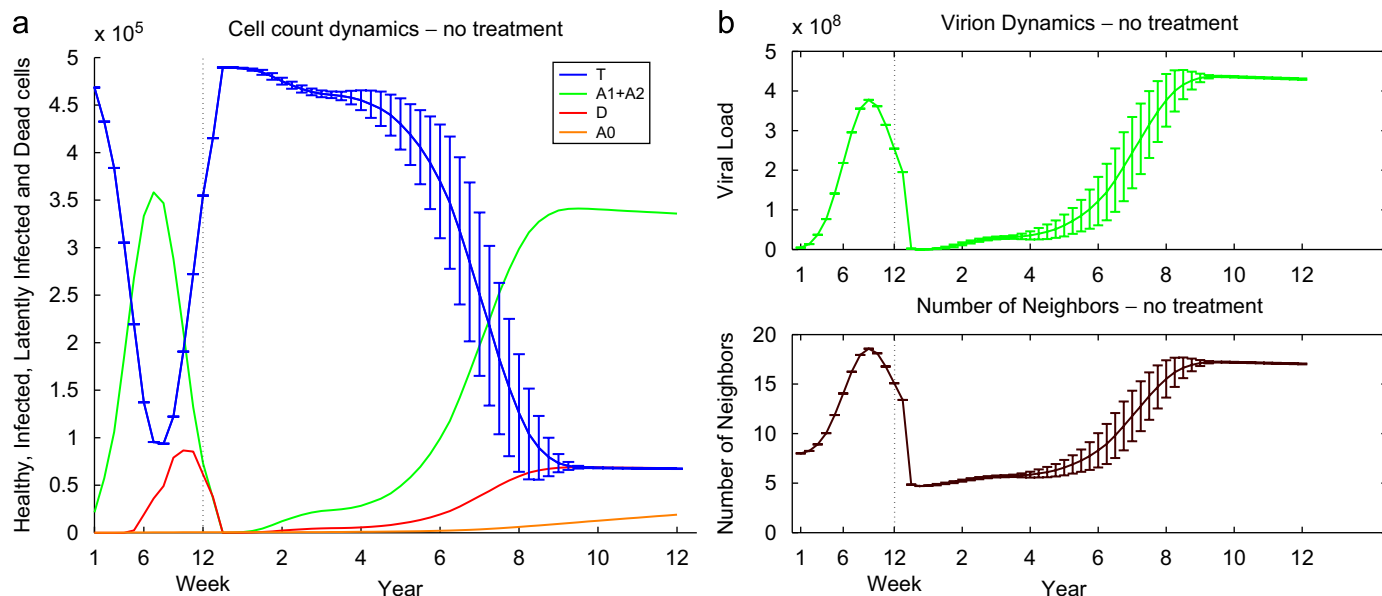 a
x 10⁵
Cell count dynamics – no treatment
Healthy, Infected, Latently Infected and Dead cells
5
4.5
4
3.5
3
2.5
2
1.5
1
0.5
0
T
A1+A2
D
A0
1 6 12 2 4 6 8 10 12
Week Year
b
x 10⁸
Virion Dynamics – no treatment
Viral Load
5
4
3
2
1
0
1 6 12 2 4 6 8 10 12
Number of Neighbors – no treatment
Number of Neighbors
20
15
10
5
0
1 6 12 2 4 6 8 10 12
Week Year